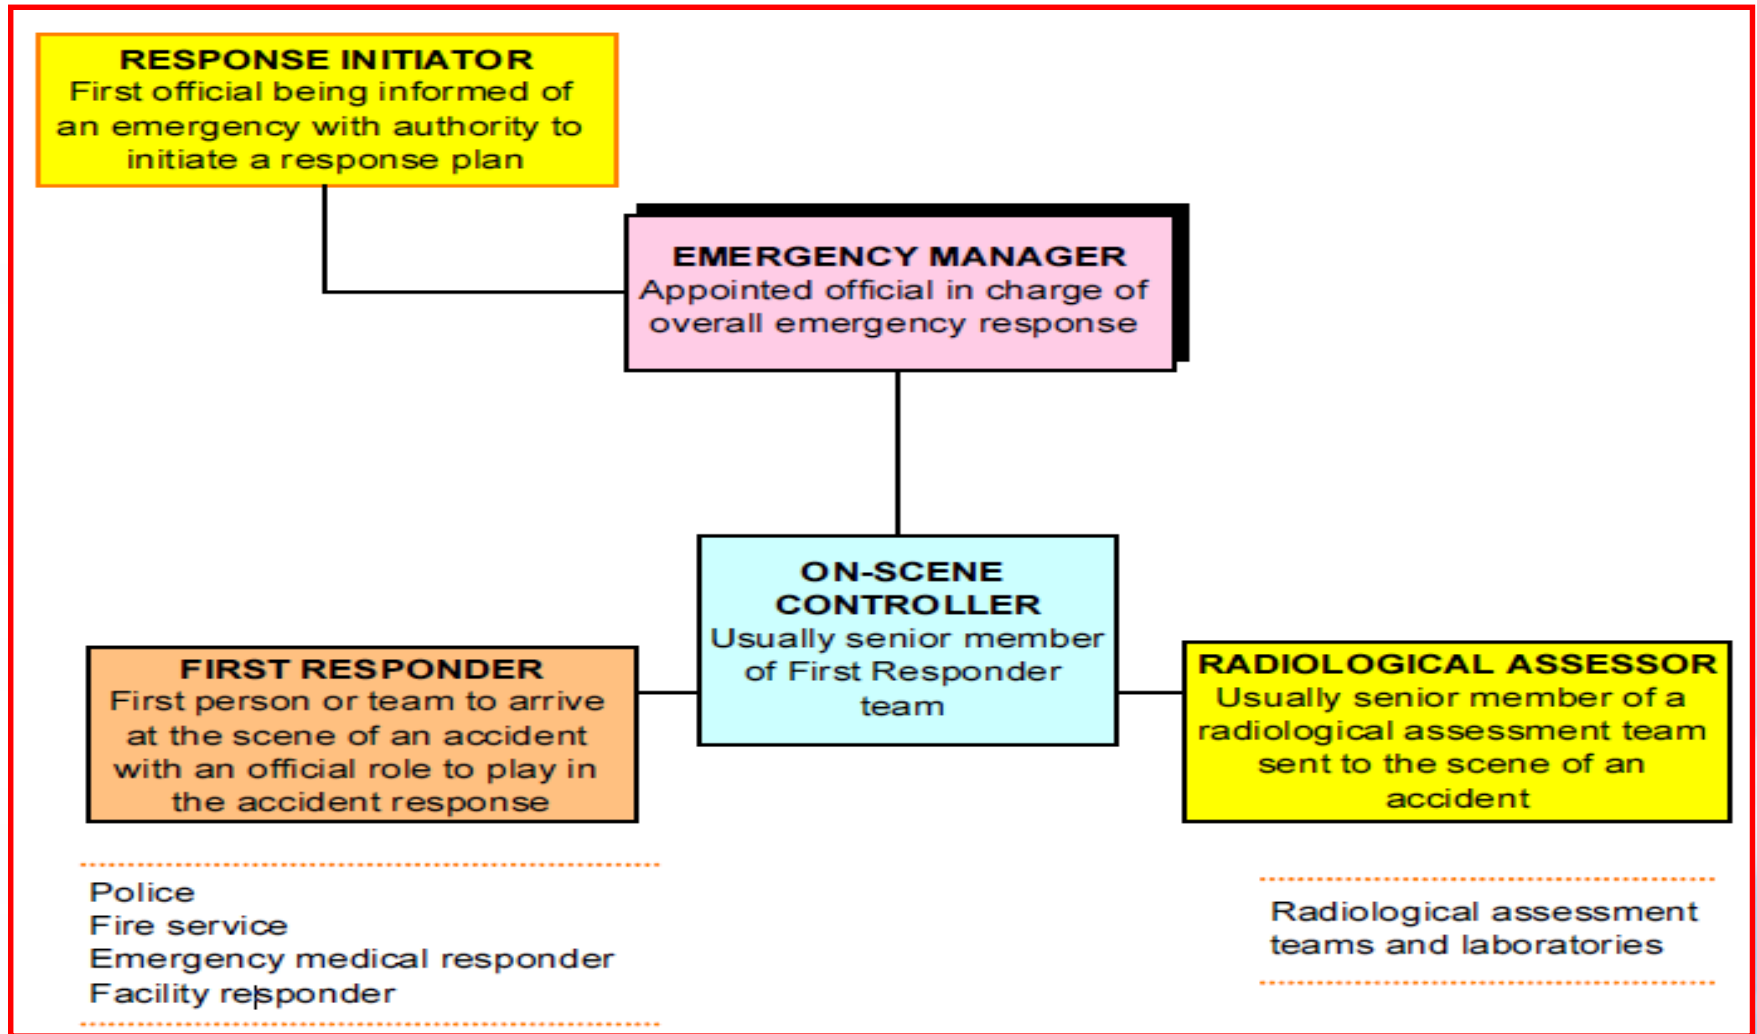 RESPONSE INITIATOR
First official being informed of
an emergency with authority to
initiate a response plan
EMERGENCY MANAGER
Appointed official in charge of
overall emergency response
ON-SCENE
CONTROLLER
Usually senior member
of First Responder
team
FIRST RESPONDER
First person or team to arrive
at the scene of an accident
with an official role to play in
the accident response
RADIOLOGICAL ASSESSOR
Usually senior member of a
radiological assessment team
sent to the scene of an
accident
Police
Fire service
Emergency medical responder
Facility responder
Radiological assessment
teams and laboratories